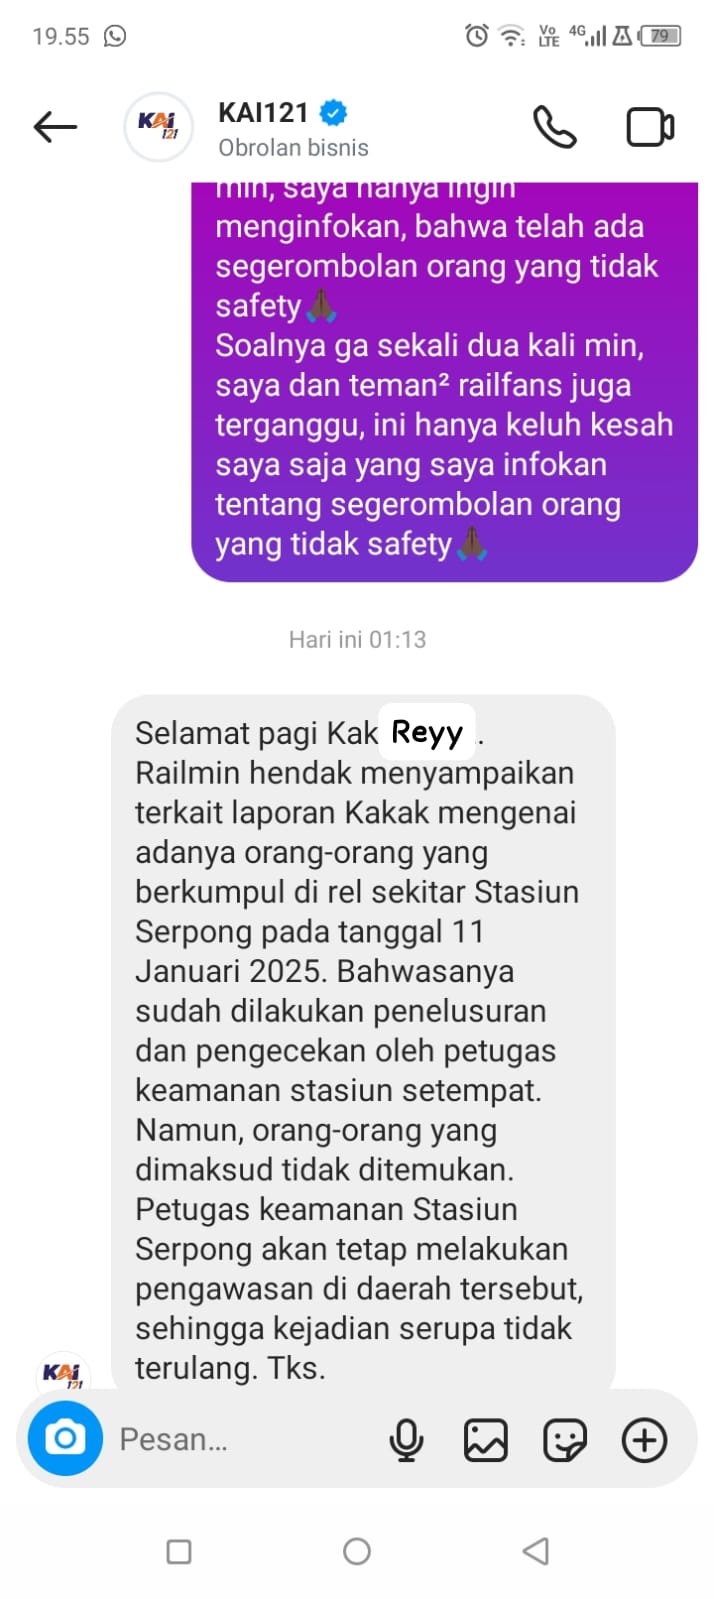 19.55
Vo
LTE
4G
79
KAi
121
KAI121
Obrolan bisnis
min, saya hanya ingin
menginfokan, bahwa telah ada
segerombolan orang yang tidak
safety🙏🏿
Soalnya ga sekali dua kali min,
saya dan teman² railfans juga
terganggu, ini hanya keluh kesah
saya saja yang saya infokan
tentang segerombolan orang
yang tidak safety🙏🏿
Hari ini 01:13
Selamat pagi Kak Reyy .
Railmin hendak menyampaikan
terkait laporan Kakak mengenai
adanya orang-orang yang
berkumpul di rel sekitar Stasiun
Serpong pada tanggal 11
Januari 2025. Bahwasanya
sudah dilakukan penelusuran
dan pengecekan oleh petugas
keamanan stasiun setempat.
Namun, orang-orang yang
dimaksud tidak ditemukan.
Petugas keamanan Stasiun
Serpong akan tetap melakukan
pengawasan di daerah tersebut,
sehingga kejadian serupa tidak
terulang. Tks.
KAi
121
Pesan...